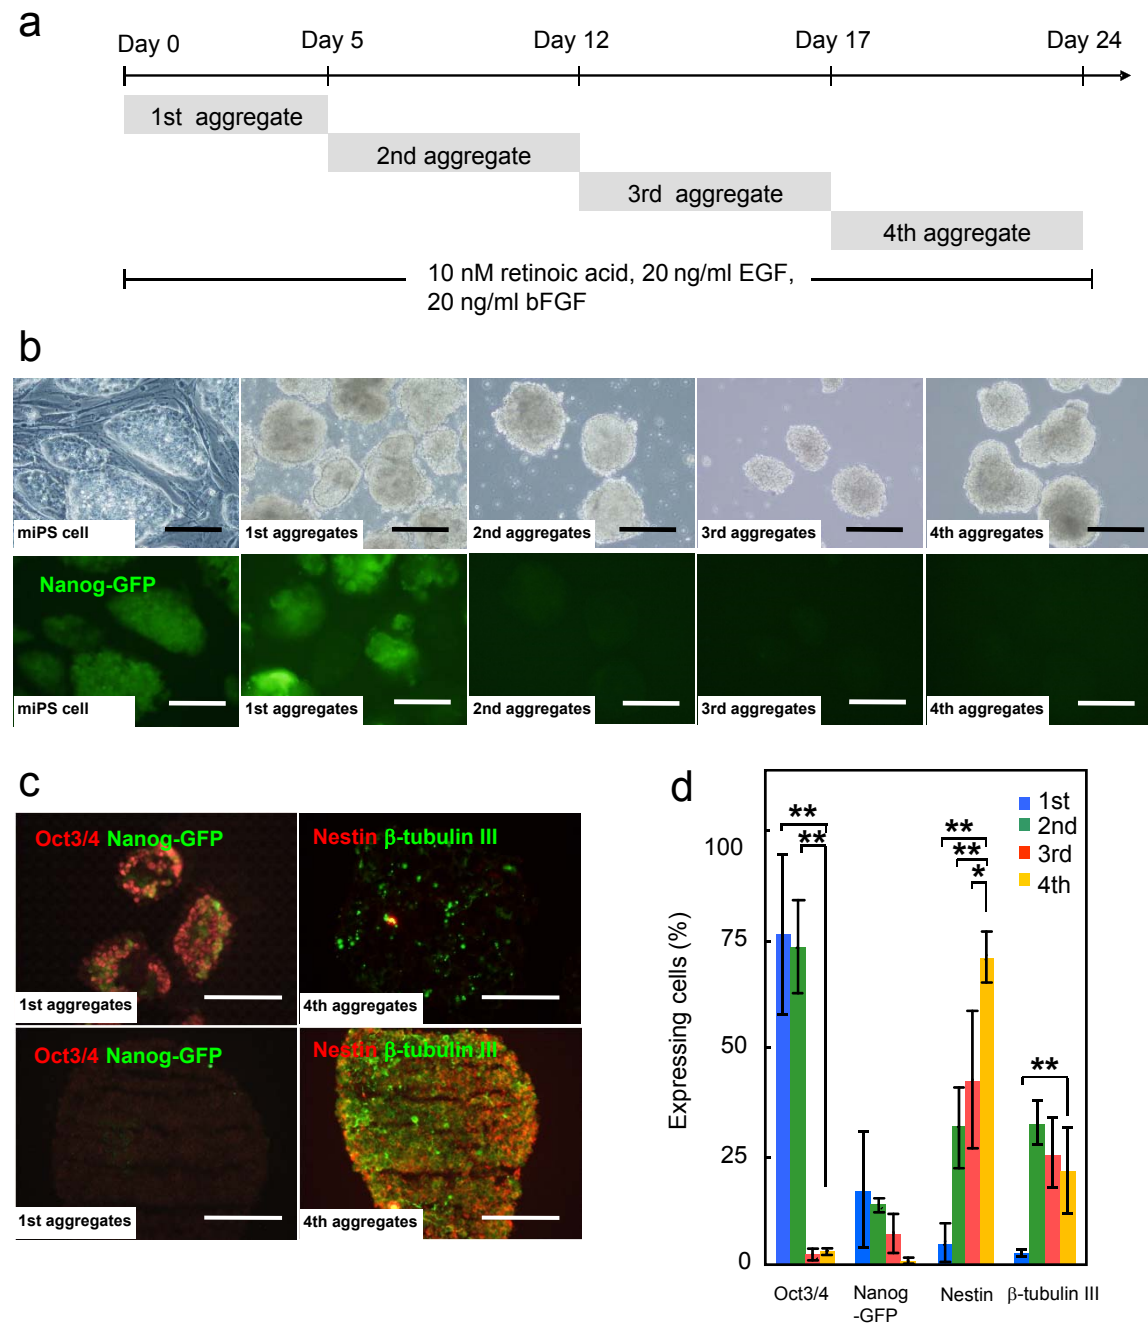 a
Day 0
Day 5
Day 12
Day 17
Day 24
1st aggregate
2nd aggregate
3rd aggregate
4th aggregate
10 nM retinoic acid, 20 ng/ml EGF,
20 ng/ml bFGF
b
miPS cell
1st aggregates
2nd aggregates
3rd aggregates
4th aggregates
Nanog-GFP
miPS cell
1st aggregates
2nd aggregates
3rd aggregates
4th aggregates
c
Oct3/4 Nanog-GFP
1st aggregates
Nestin β-tubulin III
4th aggregates
Oct3/4 Nanog-GFP
1st aggregates
Nestin β-tubulin III
4th aggregates
d
Expressing cells (%)
100
75
50
25
0
**
**
**
**
*
**
1st
2nd
3rd
4th
Oct3/4
Nanog
-GFP
Nestin
β-tubulin III